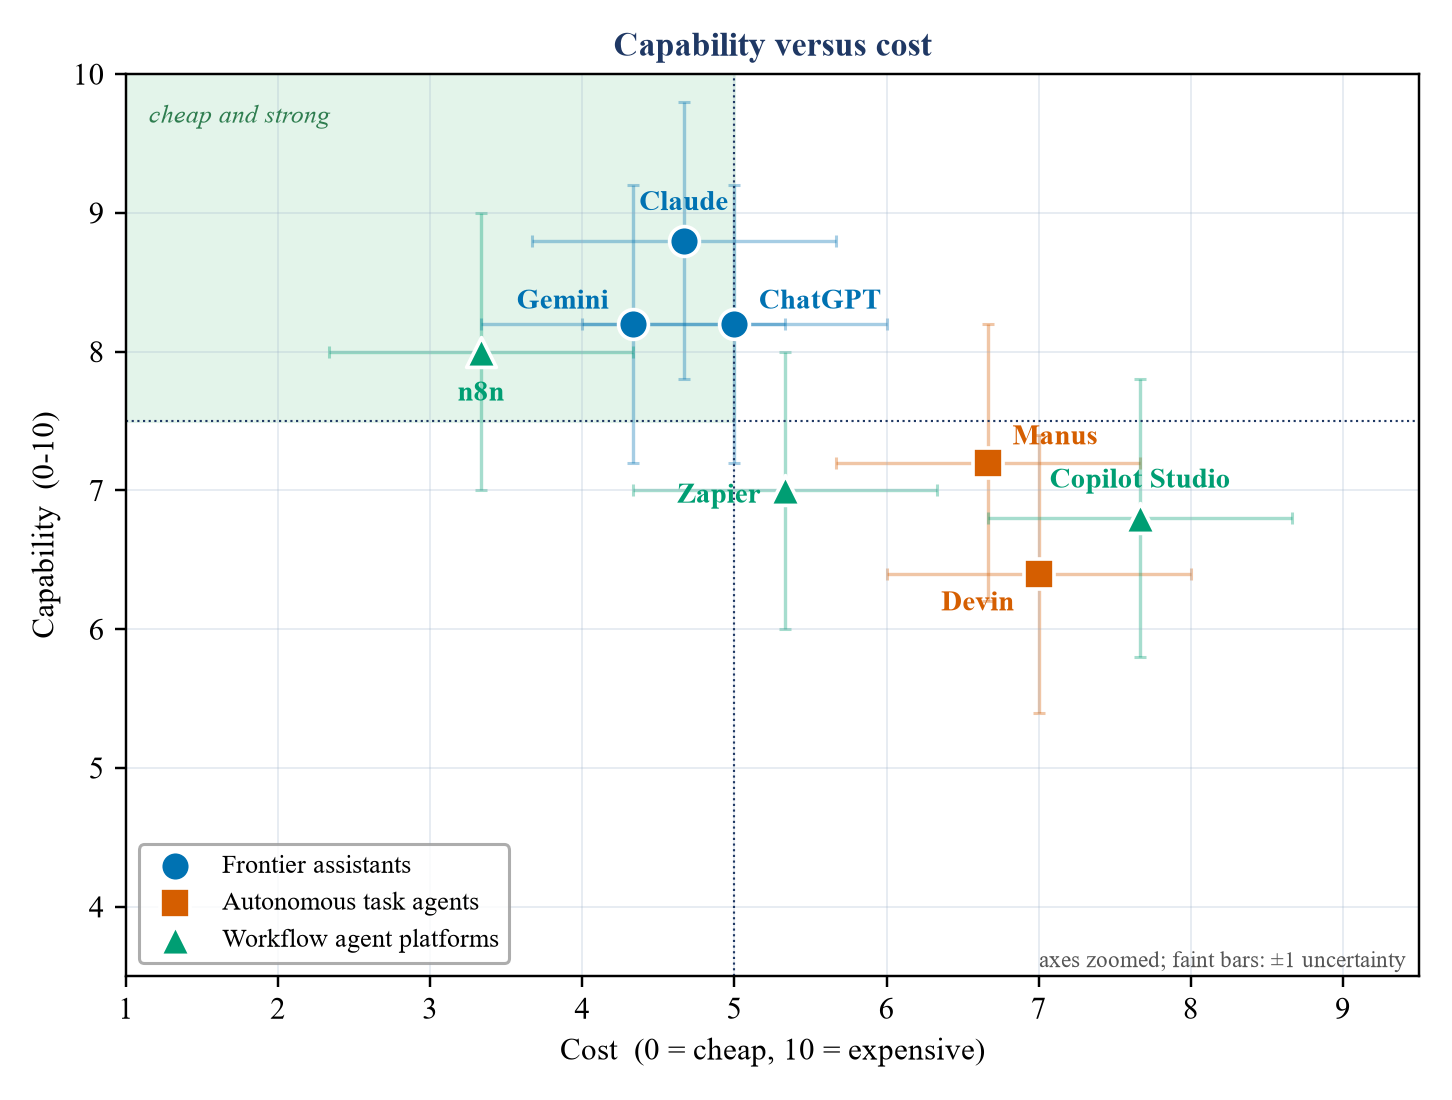 Capability versus cost
10
cheap and strong
9
Claude
Gemini
ChatGPT
8
n8n
Manus
Copilot Studio
7
Zapier
Devin
6
5
4
Capability (0-10)
Frontier assistants
Autonomous task agents
Workflow agent platforms
axes zoomed; faint bars: ±1 uncertainty
1 2 3 4 5 6 7 8 9
Cost (0 = cheap, 10 = expensive)